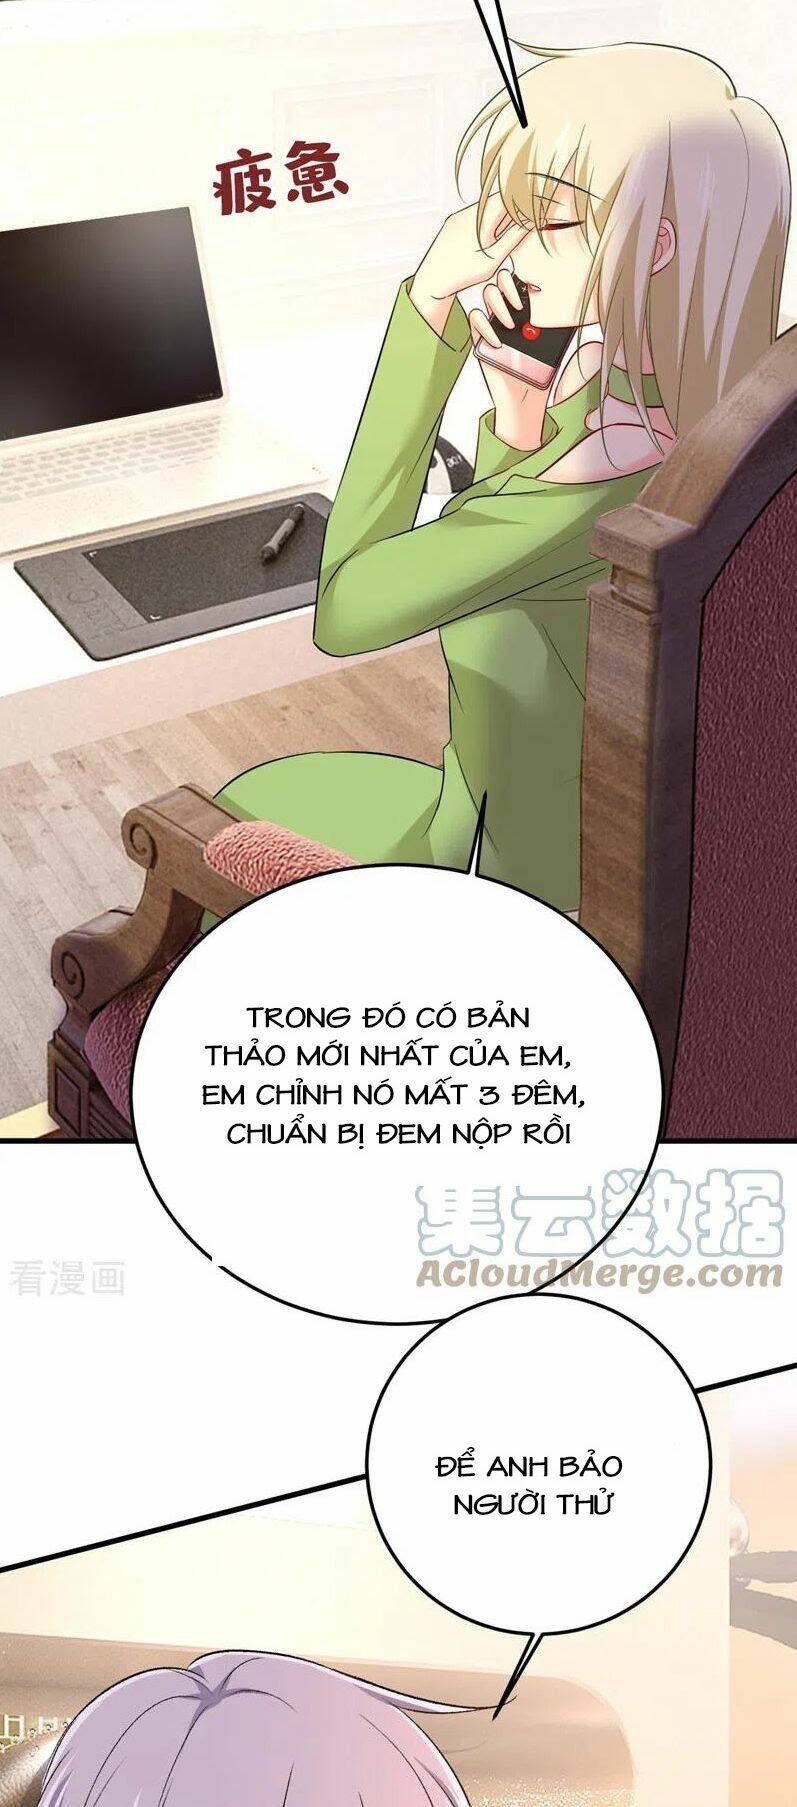 疲惫
TRONG ĐÓ CÓ BẢN
THẢO MỚI NHẤT CỦA EM,
EM CHỈNH NÓ MẤT 3 ĐÊM,
CHUẨN BỊ ĐEM NỘP RỒI
集云数据
ACloudMerge.com
看漫画
ĐỂ ANH BẢO
NGƯỜI THỬ